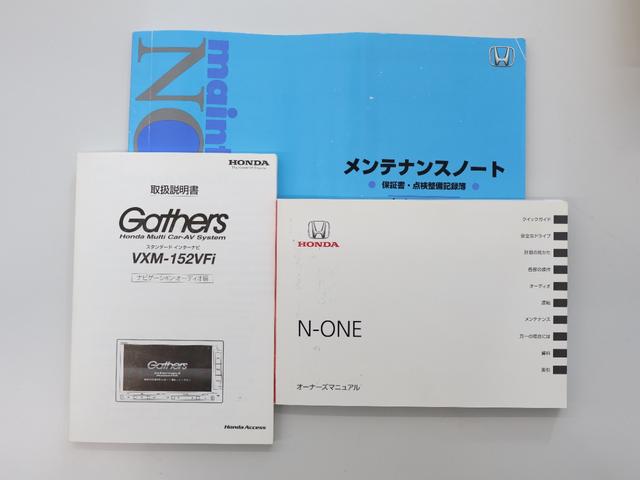 maint
NO
メンテナンスノート
保証書・点検整備記録簿
HONDA
取扱説明書
Gathers
Honda Multi Car-AV System
スタンダード インターナビ
VXM-152VFi
ナビゲーション・オーディオ編
Gathers
Honda Access
HONDA
N-ONE
オーナーズマニュアル
クイックガイド
安全なドライブ
計器の見かた
各部の操作
オーディオ
運転
メンテナンス
万一の場合には
資料
索引